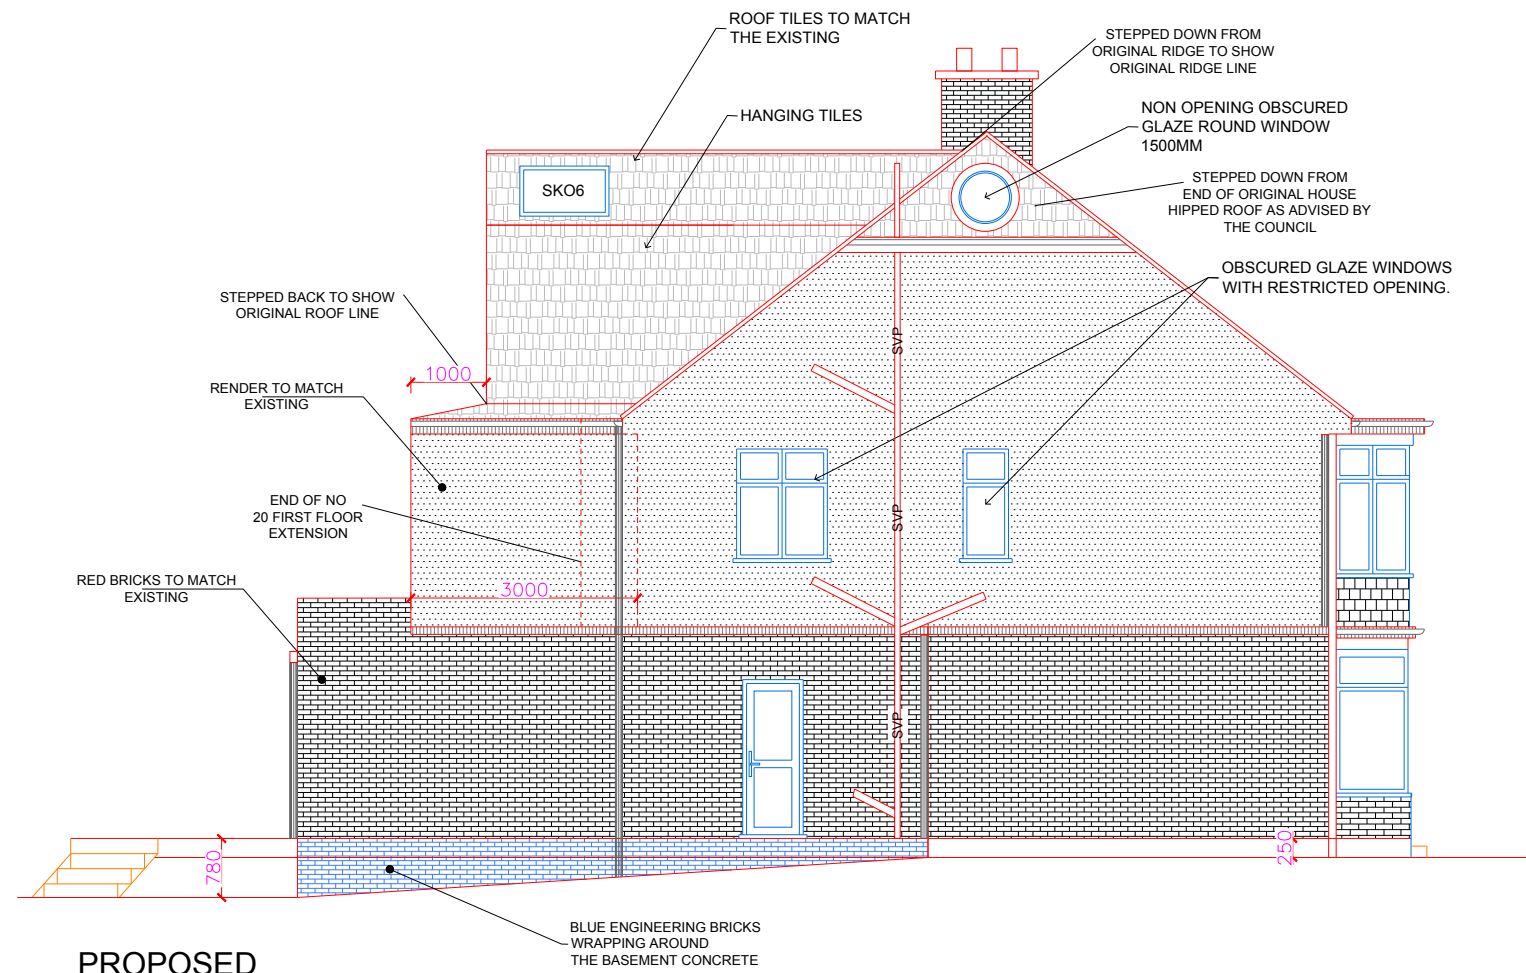 ROOF TILES TO MATCH
THE EXISTING
STEPPED DOWN FROM
ORIGINAL RIDGE TO SHOW
ORIGINAL RIDGE LINE
HANGING TILES
NON OPENING OBSCURED
GLAZE ROUND WINDOW
1500MM
SKO6
STEPPED DOWN FROM
END OF ORIGINAL HOUSE
HIPPED ROOF AS ADVISED BY
THE COUNCIL
OBSCURED GLAZE WINDOWS
WITH RESTRICTED OPENING.
STEPPED BACK TO SHOW
ORIGINAL ROOF LINE
SVP
1000
RENDER TO MATCH
EXISTING
END OF NO
20 FIRST FLOOR
EXTENSION
SVP
RED BRICKS TO MATCH
EXISTING
3000
SVP
780
250
BLUE ENGINEERING BRICKS
WRAPPING AROUND
THE BASEMENT CONCRETE
PROPOSED